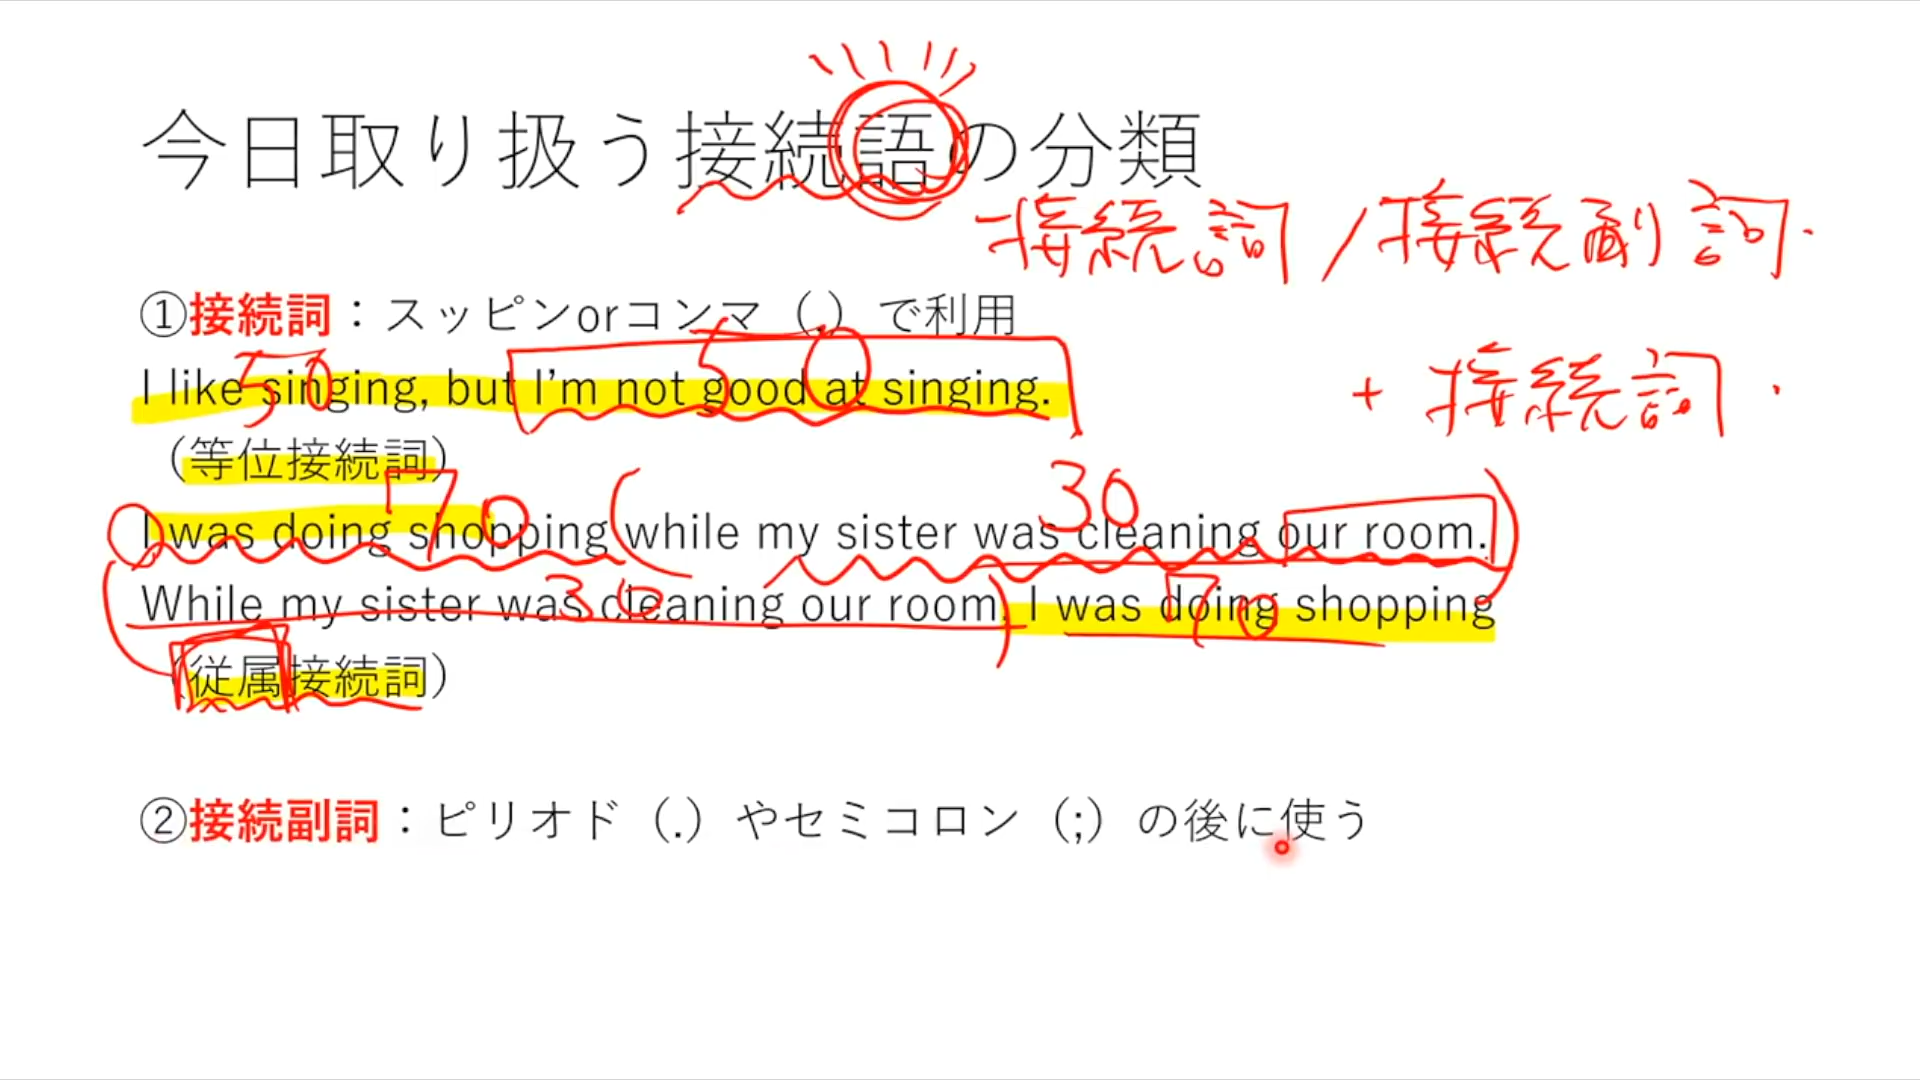 今日取り扱う接続語の分類
接続詞 / 接続副詞.
①接続詞：スッピンorコンマ（.）で利用
50 50
I like singing, but I'm not good at singing.
+ 接続詞.
（等位接続詞）
70 30
I was doing shopping while my sister was cleaning our room.
30 70
While my sister was cleaning our room, I was doing shopping
（従属接続詞）
②接続副詞：ピリオド（.）やセミコロン（;）の後に使う